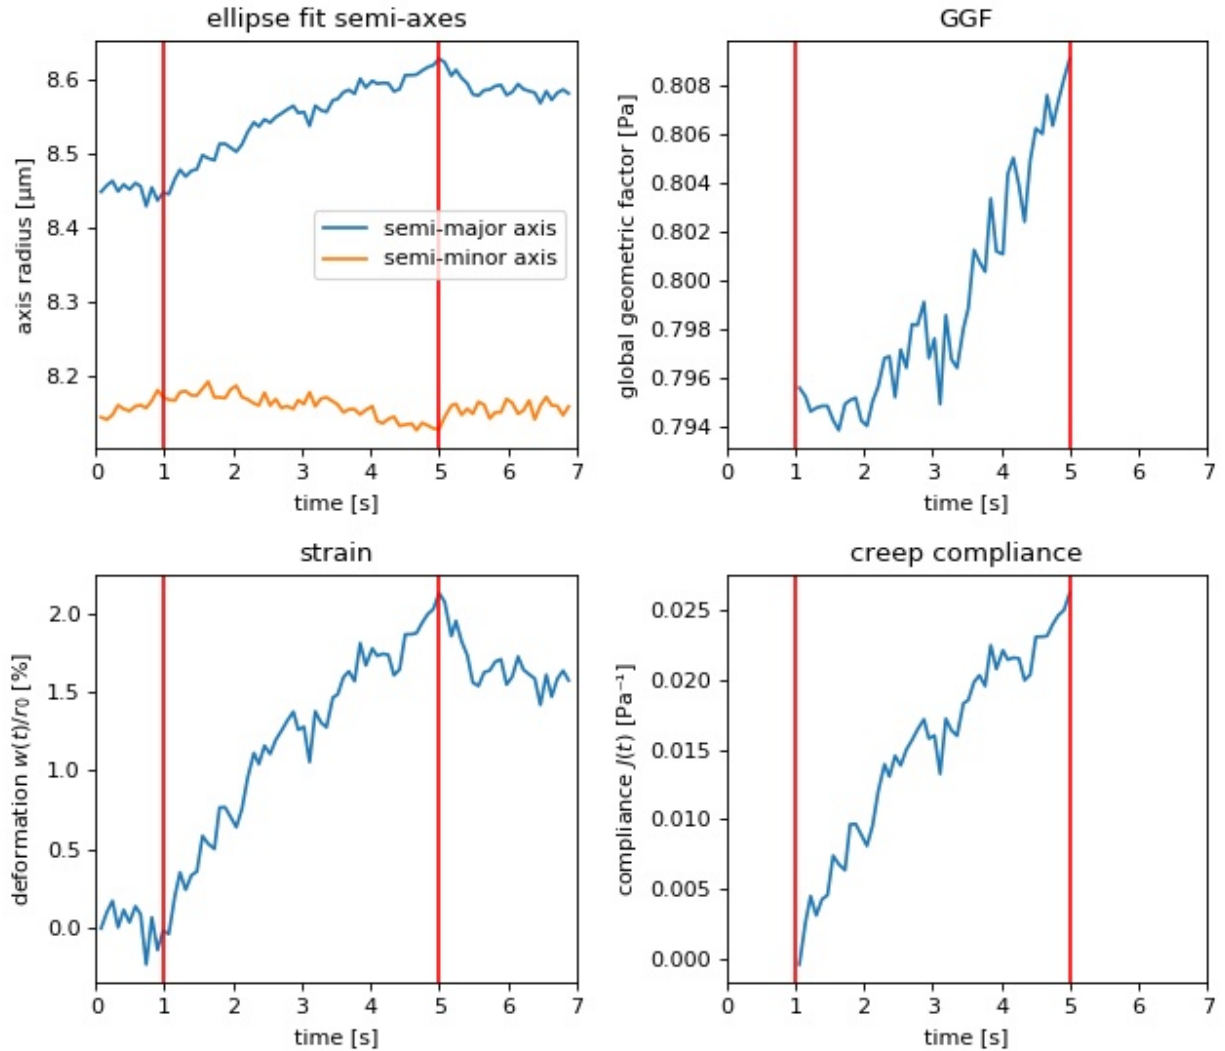 ellipse fit semi-axes
axis radius [µm]
8.6
8.5
8.4
8.3
8.2
semi-major axis
semi-minor axis
0 1 2 3 4 5 6 7
time [s]
GGF
global geometric factor [Pa]
0.808
0.806
0.804
0.802
0.800
0.798
0.796
0.794
0 1 2 3 4 5 6 7
time [s]
strain
deformation w(t)/r₀ [%]
2.0
1.5
1.0
0.5
0.0
0 1 2 3 4 5 6 7
time [s]
creep compliance
compliance J(t) [Pa⁻¹]
0.025
0.020
0.015
0.010
0.005
0.000
0 1 2 3 4 5 6 7
time [s]